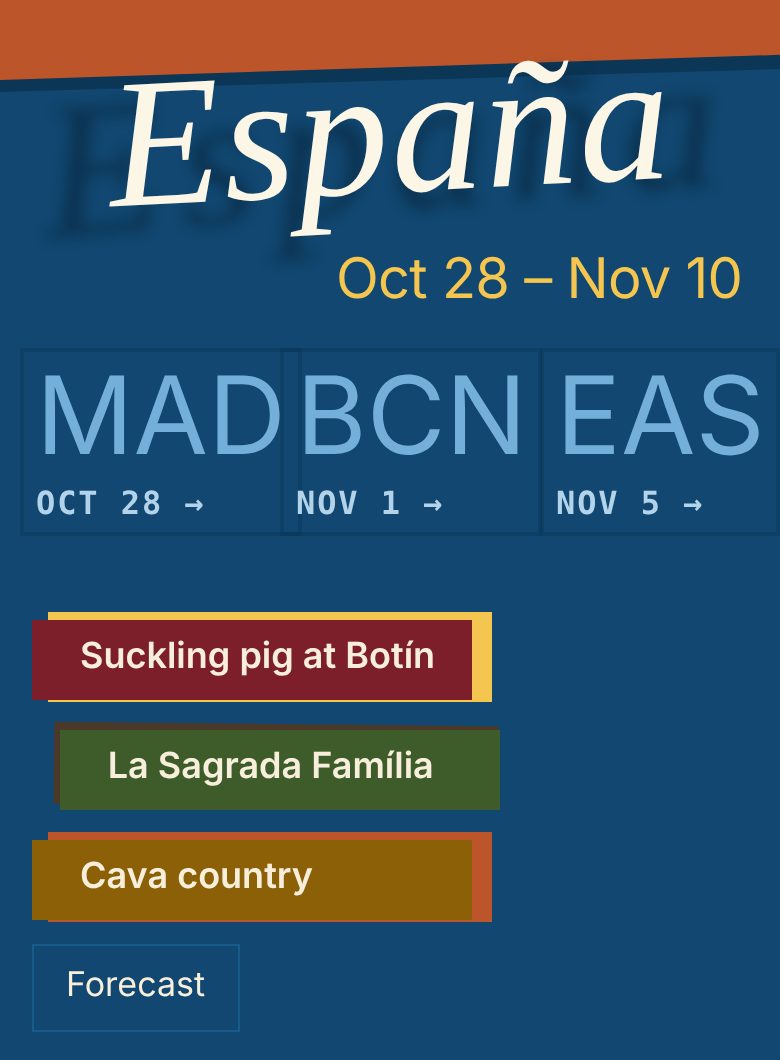 España
Oct 28 – Nov 10
MAD BCN EAS
OCT 28 → NOV 1 → NOV 5 →
Suckling pig at Botín
La Sagrada Família
Cava country
Forecast